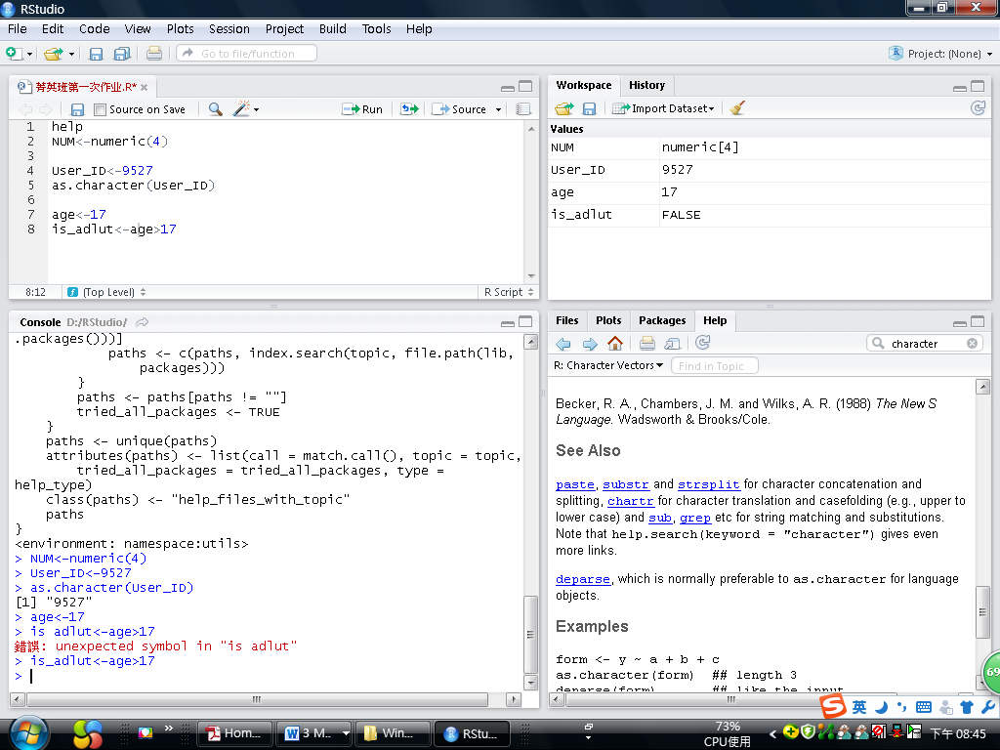 RStudio
File Edit Code View Plots Session Project Build Tools Help
Go to file/function
Project: (None)
菁英班第一次作业.R*
Source on Save
Run
Source
1 help
2 NUM<-numeric(4)
3
4 User_ID<-9527
5 as.character(User_ID)
6
7 age<-17
8 is_adlut<-age>17
8:12
(Top Level)
R Script
Workspace History
Import Dataset
Values
NUM numeric[4]
User_ID 9527
age 17
is_adlut FALSE
Console D:/RStudio/
.packages()))]
paths <- c(paths, index.search(topic, file.path(lib,
packages)))
}
paths <- paths[paths != ""]
tried_all_packages <- TRUE
}
paths <- unique(paths)
attributes(paths) <- list(call = match.call(), topic = topic,
tried_all_packages = tried_all_packages, type =
help_type)
class(paths) <- "help_files_with_topic"
paths
}
<environment: namespace:utils>
> NUM<-numeric(4)
> User_ID<-9527
> as.character(User_ID)
[1] "9527"
> age<-17
> is adlut<-age>17
錯誤: unexpected symbol in "is adlut"
> is_adlut<-age>17
>
Files Plots Packages Help
character
R: Character Vectors
Find in Topic
Becker, R. A., Chambers, J. M. and Wilks, A. R. (1988) The New S
Language. Wadsworth & Brooks/Cole.
See Also
paste, substr and strsplit for character concatenation and
splitting, chartr for character translation and casefolding (e.g., upper to
lower case) and sub, grep etc for string matching and substitutions.
Note that help.search(keyword = "character") gives even
more links.
deparse, which is normally preferable to as.character for language
objects.
Examples
form <- y ~ a + b + c
as.character(form) ## length 3
deparse(form) ## like the input
69
S 英
Hom...
3 M...
Win...
RStu...
73%
CPU使用
下午 08:45